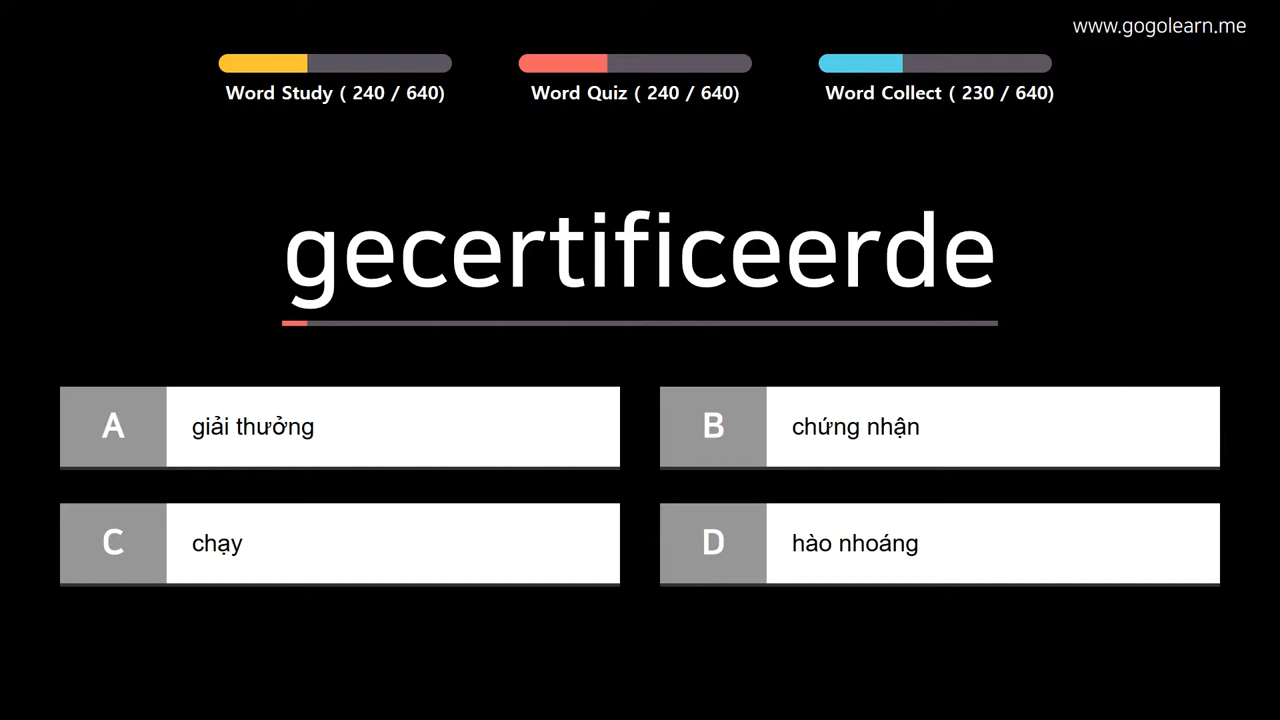 www.gogolearn.me
Word Study ( 240 / 640)
Word Quiz ( 240 / 640)
Word Collect ( 230 / 640)
gecertificeerde
A giải thưởng
B chứng nhận
C chạy
D hào nhoáng